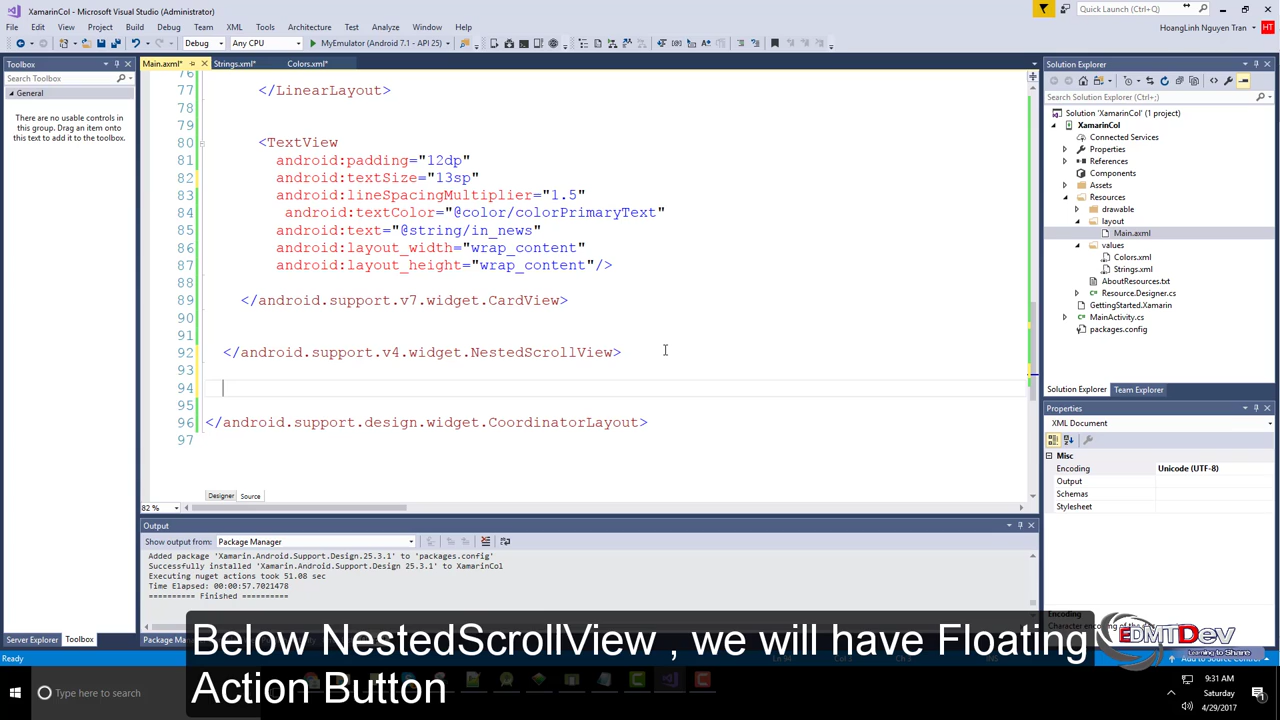 XamarinCol - Microsoft Visual Studio (Administrator)
Quick Launch (Ctrl+Q)
File Edit View Project Build Debug Team XML Tools Architecture Test Analyze Window Help
HoangLinh Nguyen Tran HT
Debug Any CPU MyEmulator (Android 7.1 - API 25)
Toolbox
Search Toolbox
General
There are no usable controls in
this group. Drag an item onto
this text to add it to the toolbox.
Main.axml* Strings.xml* Colors.xml*
76
77 </LinearLayout>
78
79
80 <TextView
81 android:padding="12dp"
82 android:textSize="13sp"
83 android:lineSpacingMultiplier="1.5"
84 android:textColor="@color/colorPrimaryText"
85 android:text="@string/in_news"
86 android:layout_width="wrap_content"
87 android:layout_height="wrap_content"/>
88
89 </android.support.v7.widget.CardView>
90
91
92 </android.support.v4.widget.NestedScrollView>
93
94
95
96 </android.support.design.widget.CoordinatorLayout>
97
Designer Source
82 %
Solution Explorer
Search Solution Explorer (Ctrl+;)
Solution 'XamarinCol' (1 project)
XamarinCol
Connected Services
Properties
References
Components
Assets
Resources
drawable
layout
Main.axml
values
Colors.xml
Strings.xml
AboutResources.txt
Resource.Designer.cs
GettingStarted.Xamarin
MainActivity.cs
packages.config
Solution Explorer Team Explorer
Properties
XML Document
Misc
Encoding Unicode (UTF-8)
Output
Schemas
Stylesheet
Encoding
Output
Show output from: Package Manager
Added package 'Xamarin.Android.Support.Design.25.3.1' to 'packages.config'
Successfully installed 'Xamarin.Android.Support.Design 25.3.1' to XamarinCol
Executing nuget actions took 51.08 sec
Time Elapsed: 00:00:57.7021478
========== Finished ==========
Server Explorer Toolbox
Ready
Below NestedScrollView , we will have Floating
Action Button
EDMTDev
Learning to Share
Type here to search
9:31 AM
Saturday
4/29/2017